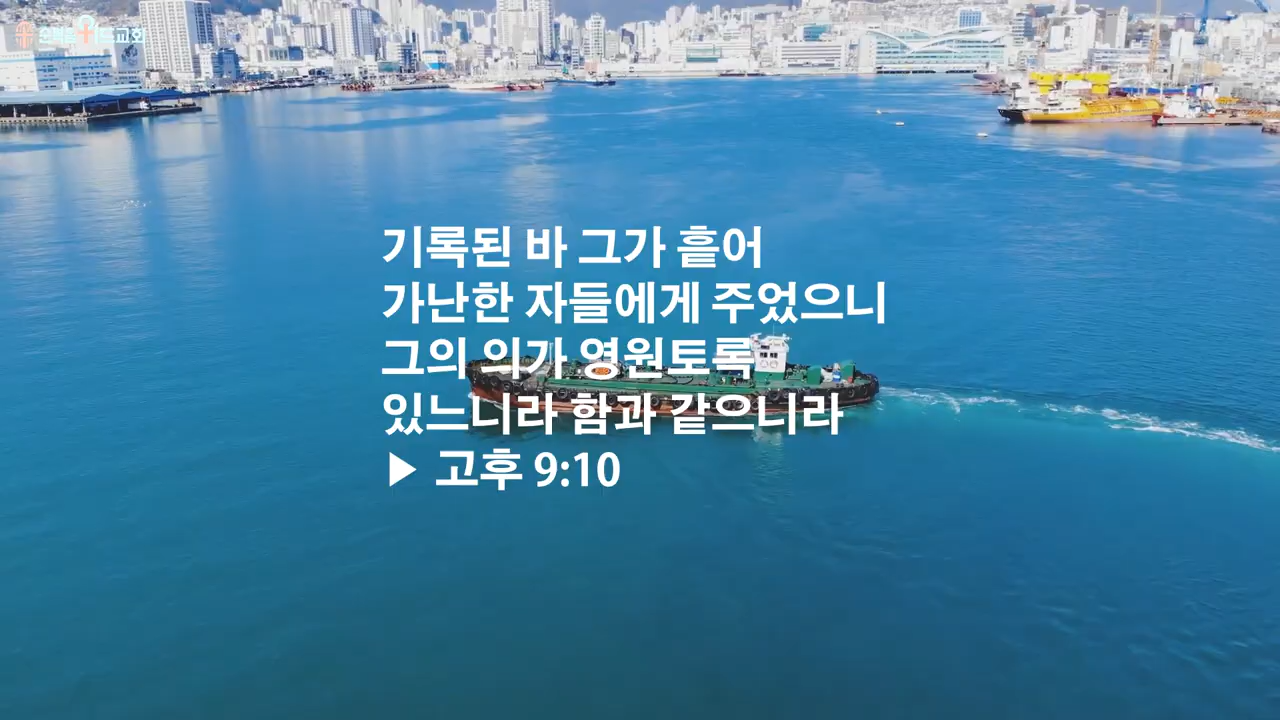 기록된 바 그가 흩어
가난한 자들에게 주었으니
그의 의가 영원토록
있느니라 함과 같으니라
▶ 고후 9:10